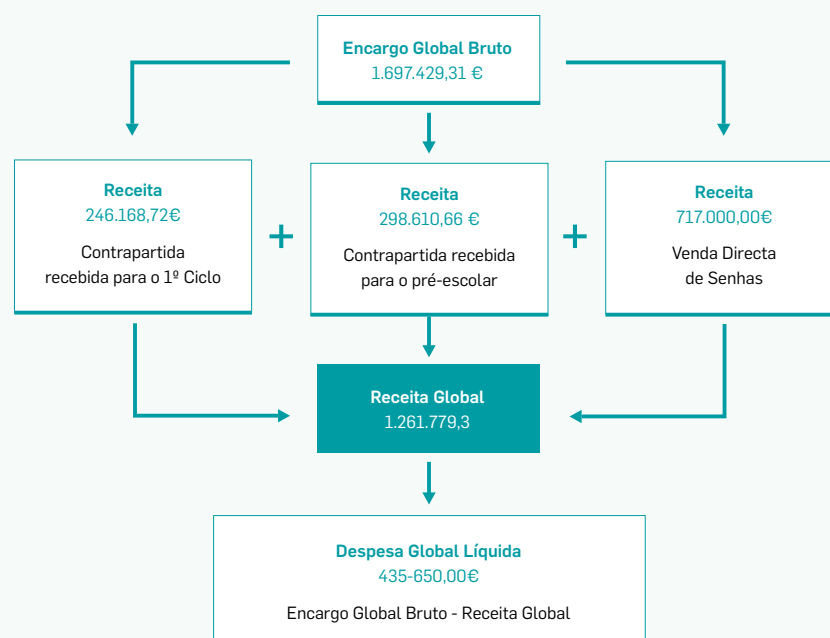 Encargo Global Bruto
1.697.429,31 €
Receita
246.168,72€
Contrapartida
recebida para o 1º Ciclo
+
Receita
298.610,66 €
Contrapartida recebida
para o pré-escolar
+
Receita
717.000,00€
Venda Directa
de Senhas
Receita Global
1.261.779,3
Despesa Global Líquida
435-650,00€
Encargo Global Bruto - Receita Global